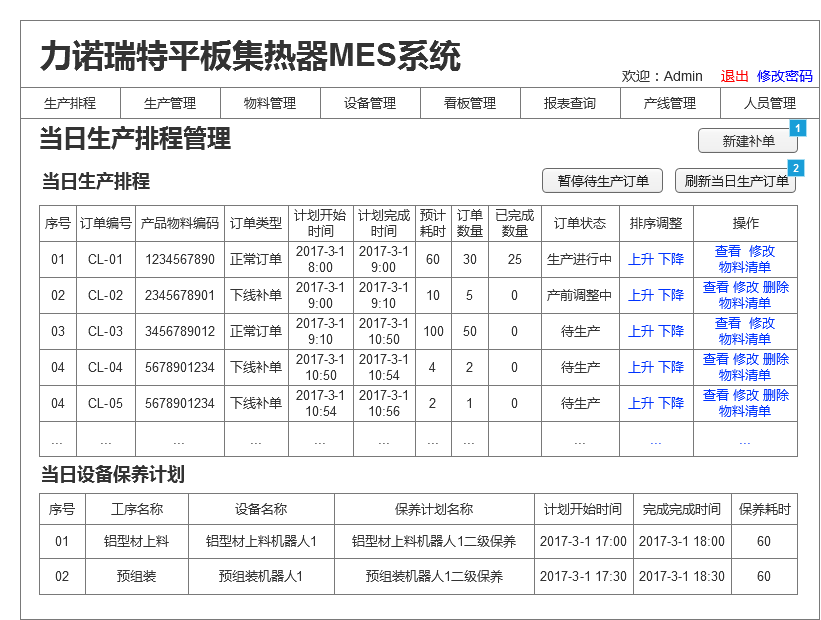 力诺瑞特平板集热器MES系统
欢迎：Admin 退出 修改密码
生产排程 生产管理 物料管理 设备管理 看板管理 报表查询 产线管理 人员管理
当日生产排程管理
新建补单 1
当日生产排程
暂停待生产订单 刷新当日生产订单 2
序号 订单编号 产品物料编码 订单类型 计划开始时间 计划完成时间 预计耗时 订单数量 已完成数量 订单状态 排序调整 操作
01 CL-01 1234567890 正常订单 2017-3-1 8:00 2017-3-1 9:00 60 30 25 生产进行中 上升 下降 查看 修改 物料清单
02 CL-02 2345678901 下线补单 2017-3-1 9:00 2017-3-1 9:10 10 5 0 产前调整中 上升 下降 查看 修改 删除 物料清单
03 CL-03 3456789012 正常订单 2017-3-1 9:10 2017-3-1 10:50 100 50 0 待生产 上升 下降 查看 修改 物料清单
04 CL-04 5678901234 下线补单 2017-3-1 10:50 2017-3-1 10:54 4 2 0 待生产 上升 下降 查看 修改 删除 物料清单
04 CL-05 5678901234 下线补单 2017-3-1 10:54 2017-3-1 10:56 2 1 0 待生产 上升 下降 查看 修改 删除 物料清单
... ... ... ... ... ... ... ... ... ... ...
当日设备保养计划
序号 工序名称 设备名称 保养计划名称 计划开始时间 完成完成时间 保养耗时
01 铝型材上料 铝型材上料机器人1 铝型材上料机器人1二级保养 2017-3-1 17:00 2017-3-1 18:00 60
02 预组装 预组装机器人1 预组装机器人1二级保养 2017-3-1 17:30 2017-3-1 18:30 60